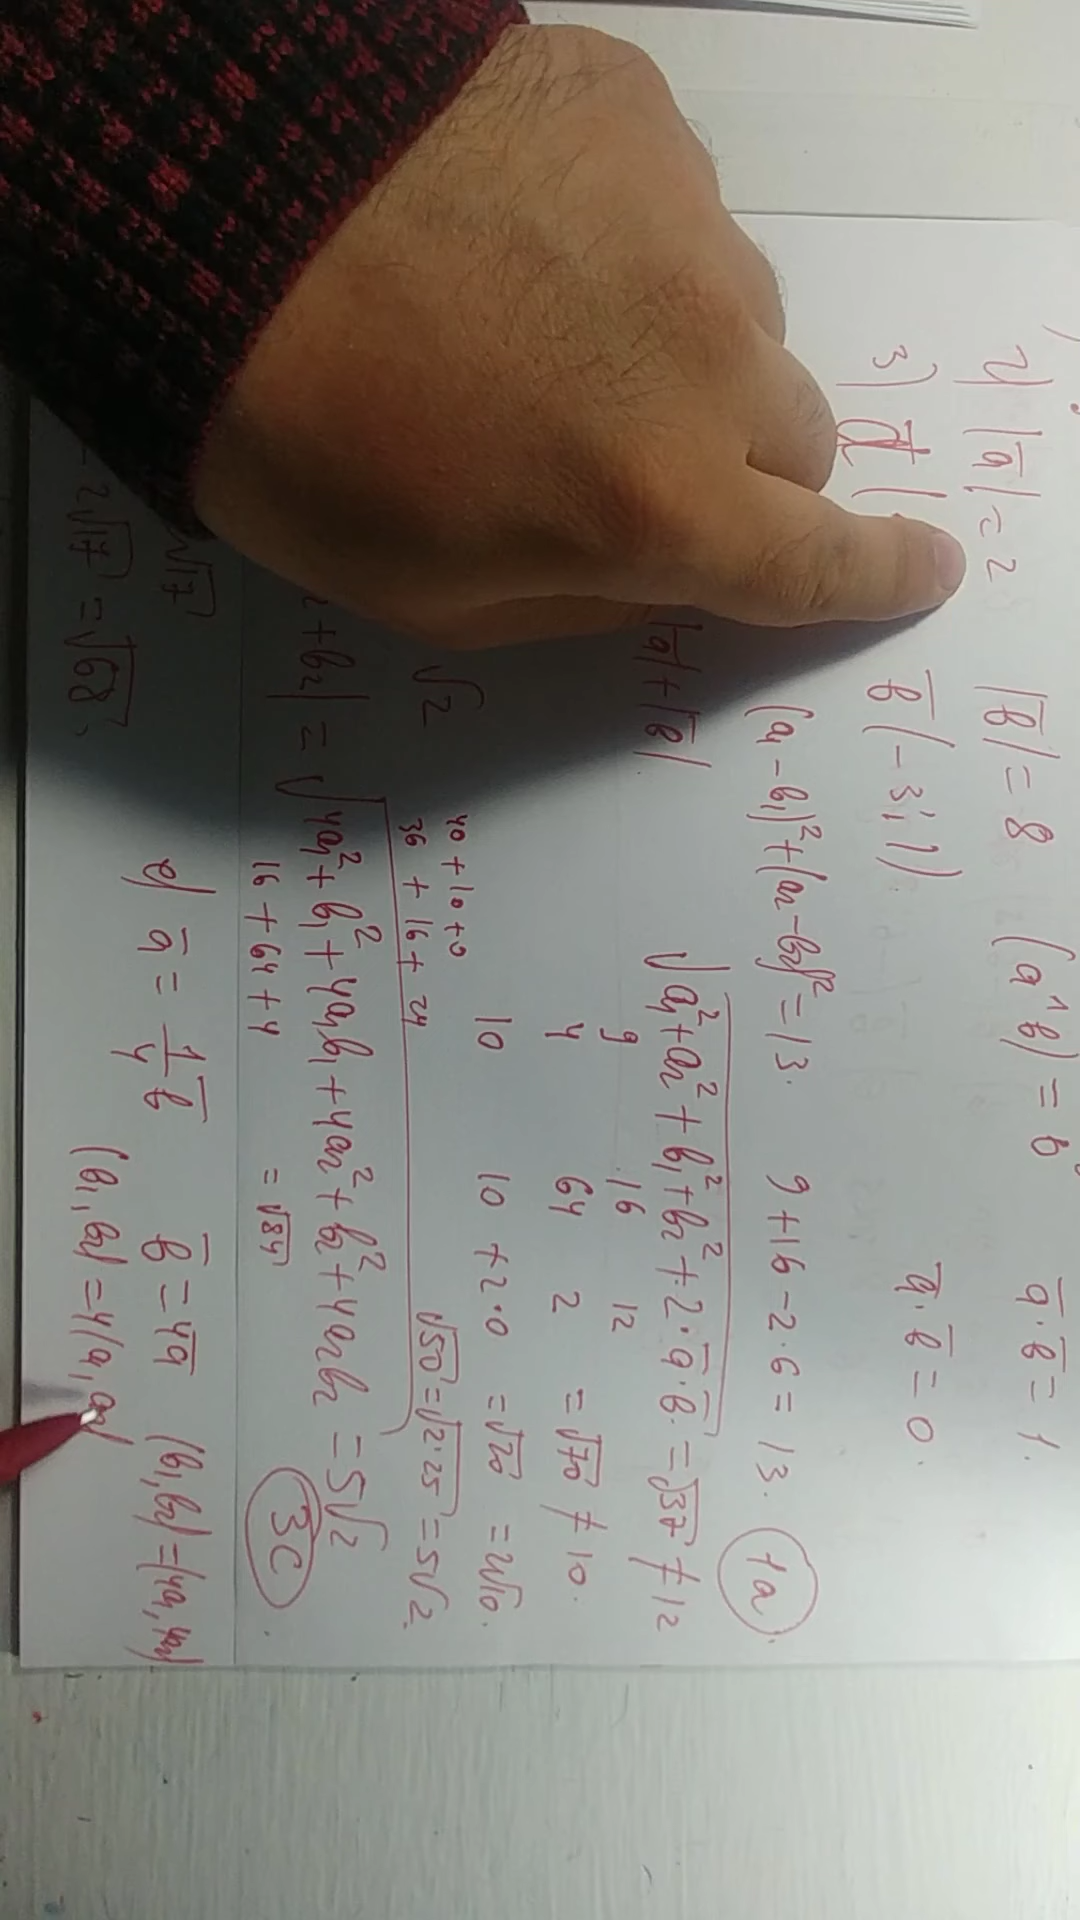 2) |a̅| = 2 |b̅| = 8 (a^b) = 6 a̅·b̅ = 1.
3) a̅ ( b̅ (-3; 1). a̅·b̅ = 0.
(a₁ - b₁)² + (a₂ - b₂)² = 13. 9 + 16 - 2·6 = 13. 1a
|a̅| + |b̅| √a₁² + a₂² + b₁² + b₂² + 2·a̅·b̅. = √37 ≠ 12
9 16 12
4 64 2 = √70 ≠ 10.
10 10 + 2·0 = √20 = 2√10.
√2 40 + 10 + 0
36 + 16 + 24 √50 = √2·25 = 5√2.
2 + b₂| = √4a₁² + b₁² + 4a₁b₁ + 4a₂² + b₂² + 4a₂b₂ = 5√2
16 + 64 + 4 = √84 3C
√17 e) a̅ = 1/4 b̅ b̅ = 4a̅ (b₁, b₂) = (4a₁, 4a₂)
- 2√17 = √68. (b₁, b₂) = 4(a₁, a₂)